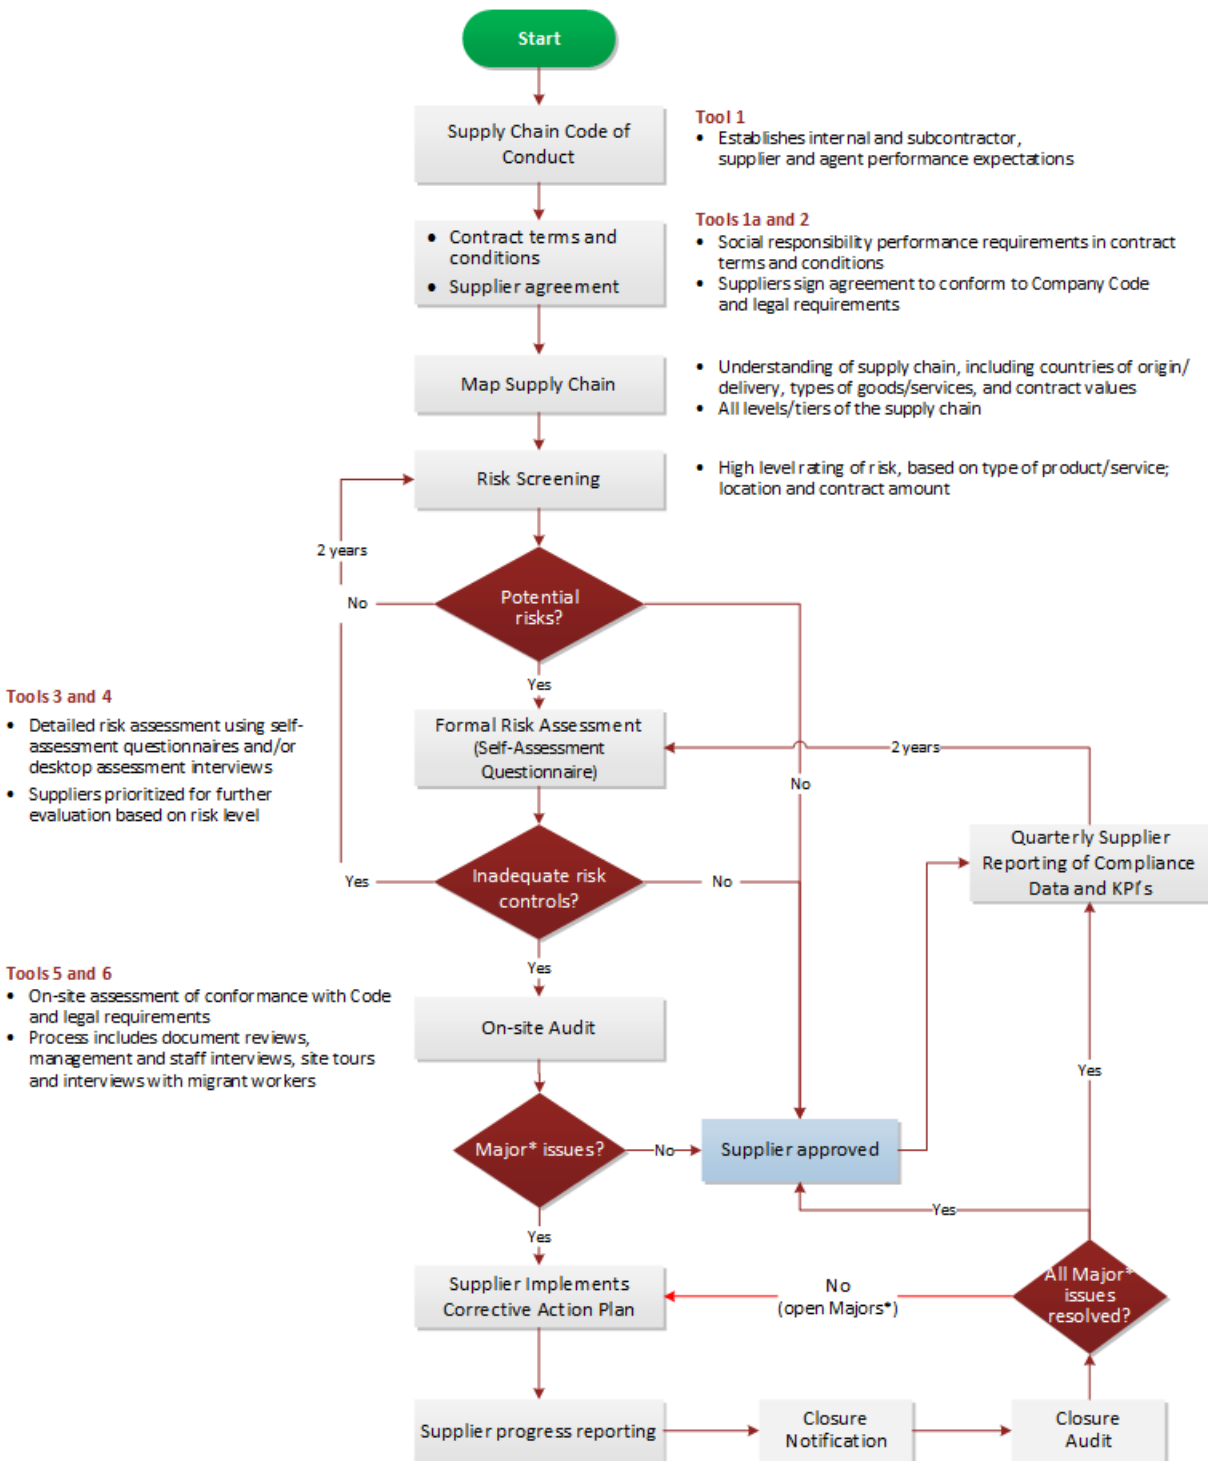 Start
Supply Chain Code of
Conduct
Tool 1
• Establishes internal and subcontractor,
supplier and agent performance expectations
• Contract terms and
conditions
• Supplier agreement
Tools 1a and 2
• Social responsibility performance requirements in contract
terms and conditions
• Suppliers sign agreement to conform to Company Code
and legal requirements
Map Supply Chain
• Understanding of supply chain, including countries of origin/
delivery, types of goods/services, and contract values
• All levels/tiers of the supply chain
Risk Screening
• High level rating of risk, based on type of product/service;
location and contract amount
2 years
No
Potential
risks?
Yes
No
Tools 3 and 4
• Detailed risk assessment using self-
assessment questionnaires and/or
desktop assessment interviews
• Suppliers prioritized for further
evaluation based on risk level
Formal Risk Assessment
(Self-Assessment
Questionnaire)
2 years
Quarterly Supplier
Reporting of Compliance
Data and KPI's
Yes
Inadequate risk
controls?
No
Yes
Tools 5 and 6
• On-site assessment of conformance with Code
and legal requirements
• Process includes document reviews,
management and staff interviews, site tours
and interviews with migrant workers
On-site Audit
Yes
Major* issues?
No
Supplier approved
Yes
Yes
Supplier Implements
Corrective Action Plan
No
(open Majors*)
All Major*
issues
resolved?
Supplier progress reporting
Closure
Notification
Closure
Audit